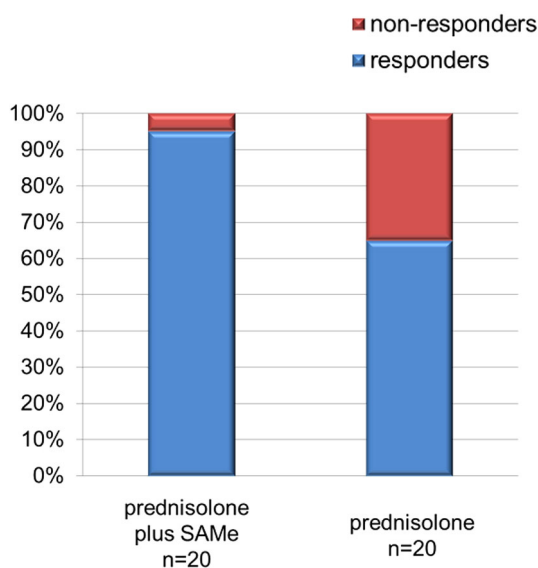 non-responders
responders
100%
90%
80%
70%
60%
50%
40%
30%
20%
10%
0%
prednisolone
plus SAMe
n=20
prednisolone
n=20